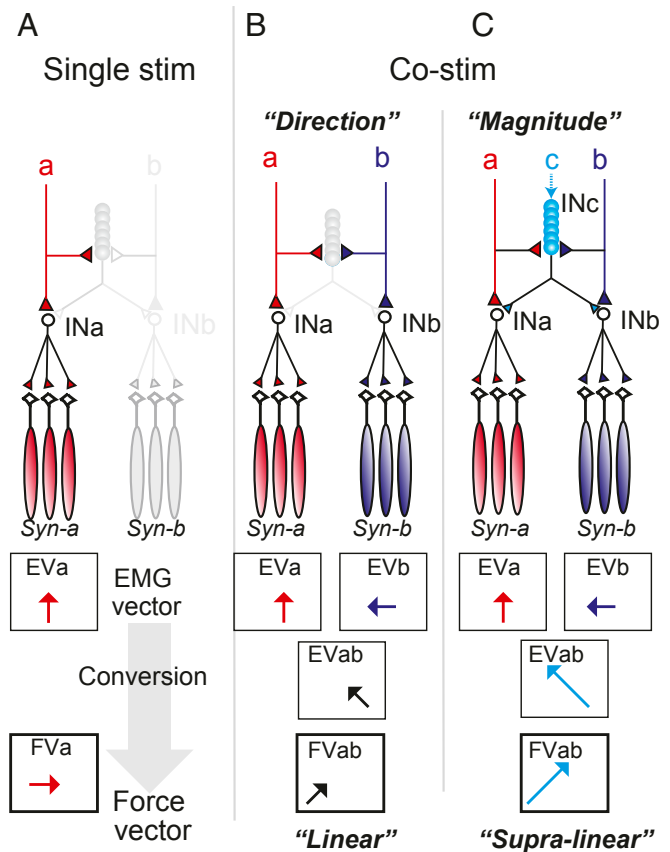 A
B
C
Single stim
Co-stim
“Direction”
“Magnitude”
a
b
a
b
a
c
b
INc
INa
INb
INa
INb
INa
INb
Syn-a
Syn-b
Syn-a
Syn-b
Syn-a
Syn-b
EVa
EMG
vector
EVa
EVb
EVa
EVb
Conversion
EVab
EVab
FVa
Force
vector
FVab
FVab
“Linear”
“Supra-linear”